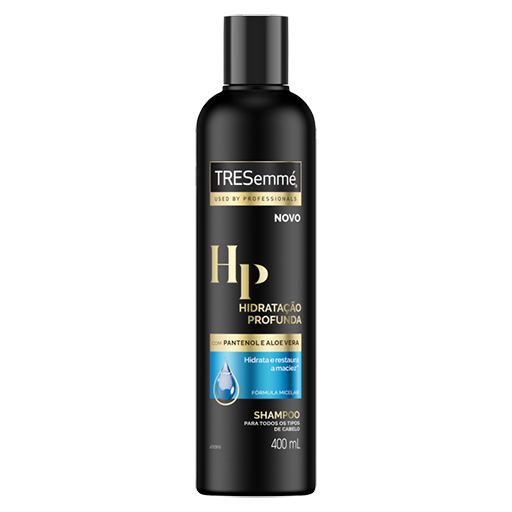 TRESemmé®
USED BY PROFESSIONALS
NOVO
HP
HIDRATAÇÃO
PROFUNDA
COM PANTENOL E ALOE VERA
Hidrata e restaura
a maciez*
FÓRMULA MICELAR
SHAMPOO
PARA TODOS OS TIPOS
DE CABELO
400 mL